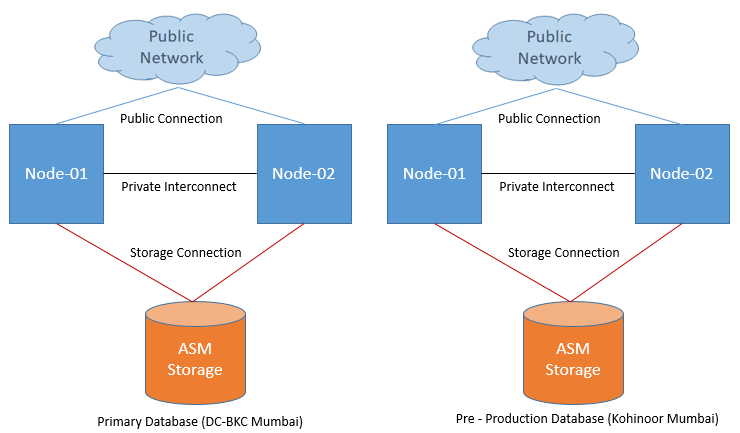 Public
Network
Public Connection
Node-01
Node-02
Private Interconnect
Storage Connection
ASM
Storage
Primary Database (DC-BKC Mumbai)
Public
Network
Public Connection
Node-01
Node-02
Private Interconnect
Storage Connection
ASM
Storage
Pre - Production Database (Kohinoor Mumbai)